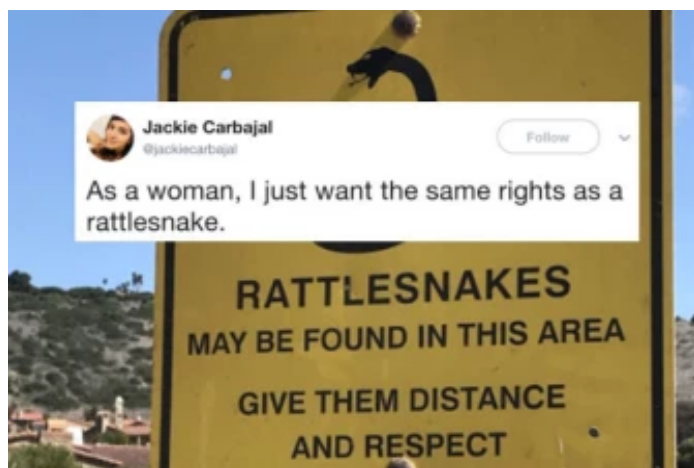 Jackie Carbajal
@jackiecarbajal
Follow
As a woman, I just want the same rights as a
rattlesnake.
RATTLESNAKES
MAY BE FOUND IN THIS AREA
GIVE THEM DISTANCE
AND RESPECT